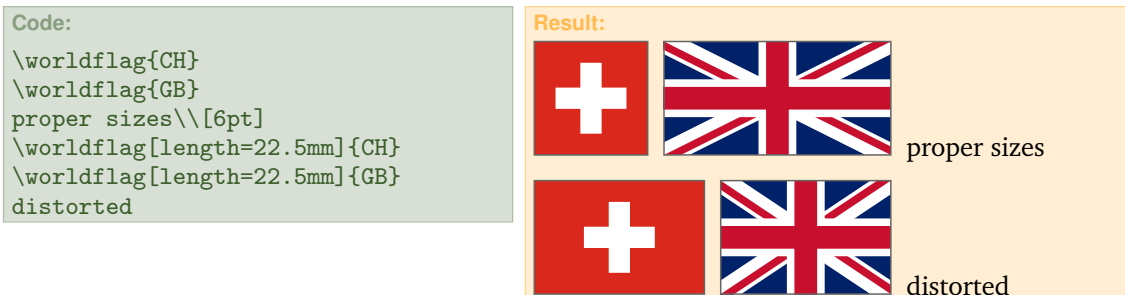 Code:
\worldflag{CH}
\worldflag{GB}
proper sizes\\[6pt]
\worldflag[length=22.5mm]{CH}
\worldflag[length=22.5mm]{GB}
distorted
Result:
proper sizes
distorted